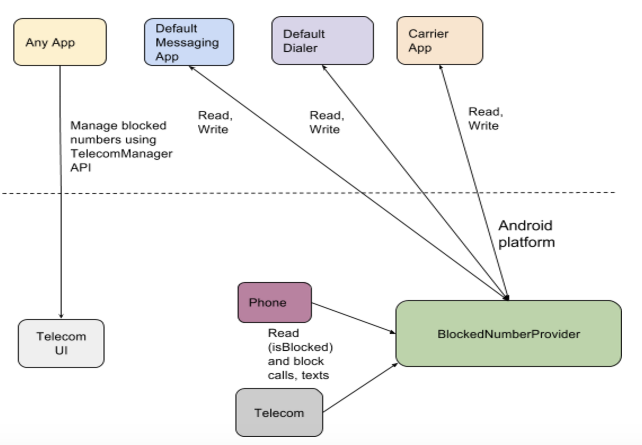 Any App
Default
Messaging
App
Default
Dialer
Carrier
App
Manage blocked
numbers using
TelecomManager
API
Read,
Write
Read,
Write
Read,
Write
Android
platform
Phone
Read
(isBlocked)
and block
calls, texts
Telecom
UI
BlockedNumberProvider
Telecom